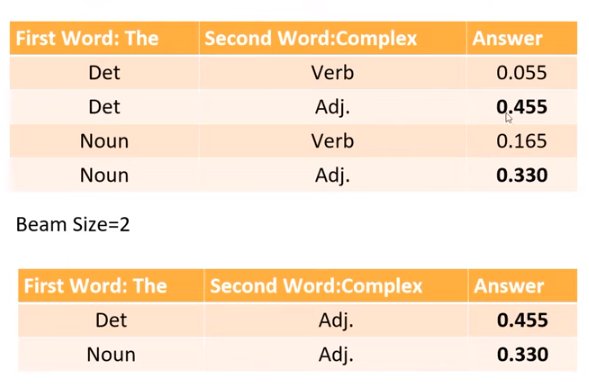 First Word: The Second Word:Complex Answer
Det Verb 0.055
Det Adj. 0.455
Noun Verb 0.165
Noun Adj. 0.330
Beam Size=2
First Word: The Second Word:Complex Answer
Det Adj. 0.455
Noun Adj. 0.330